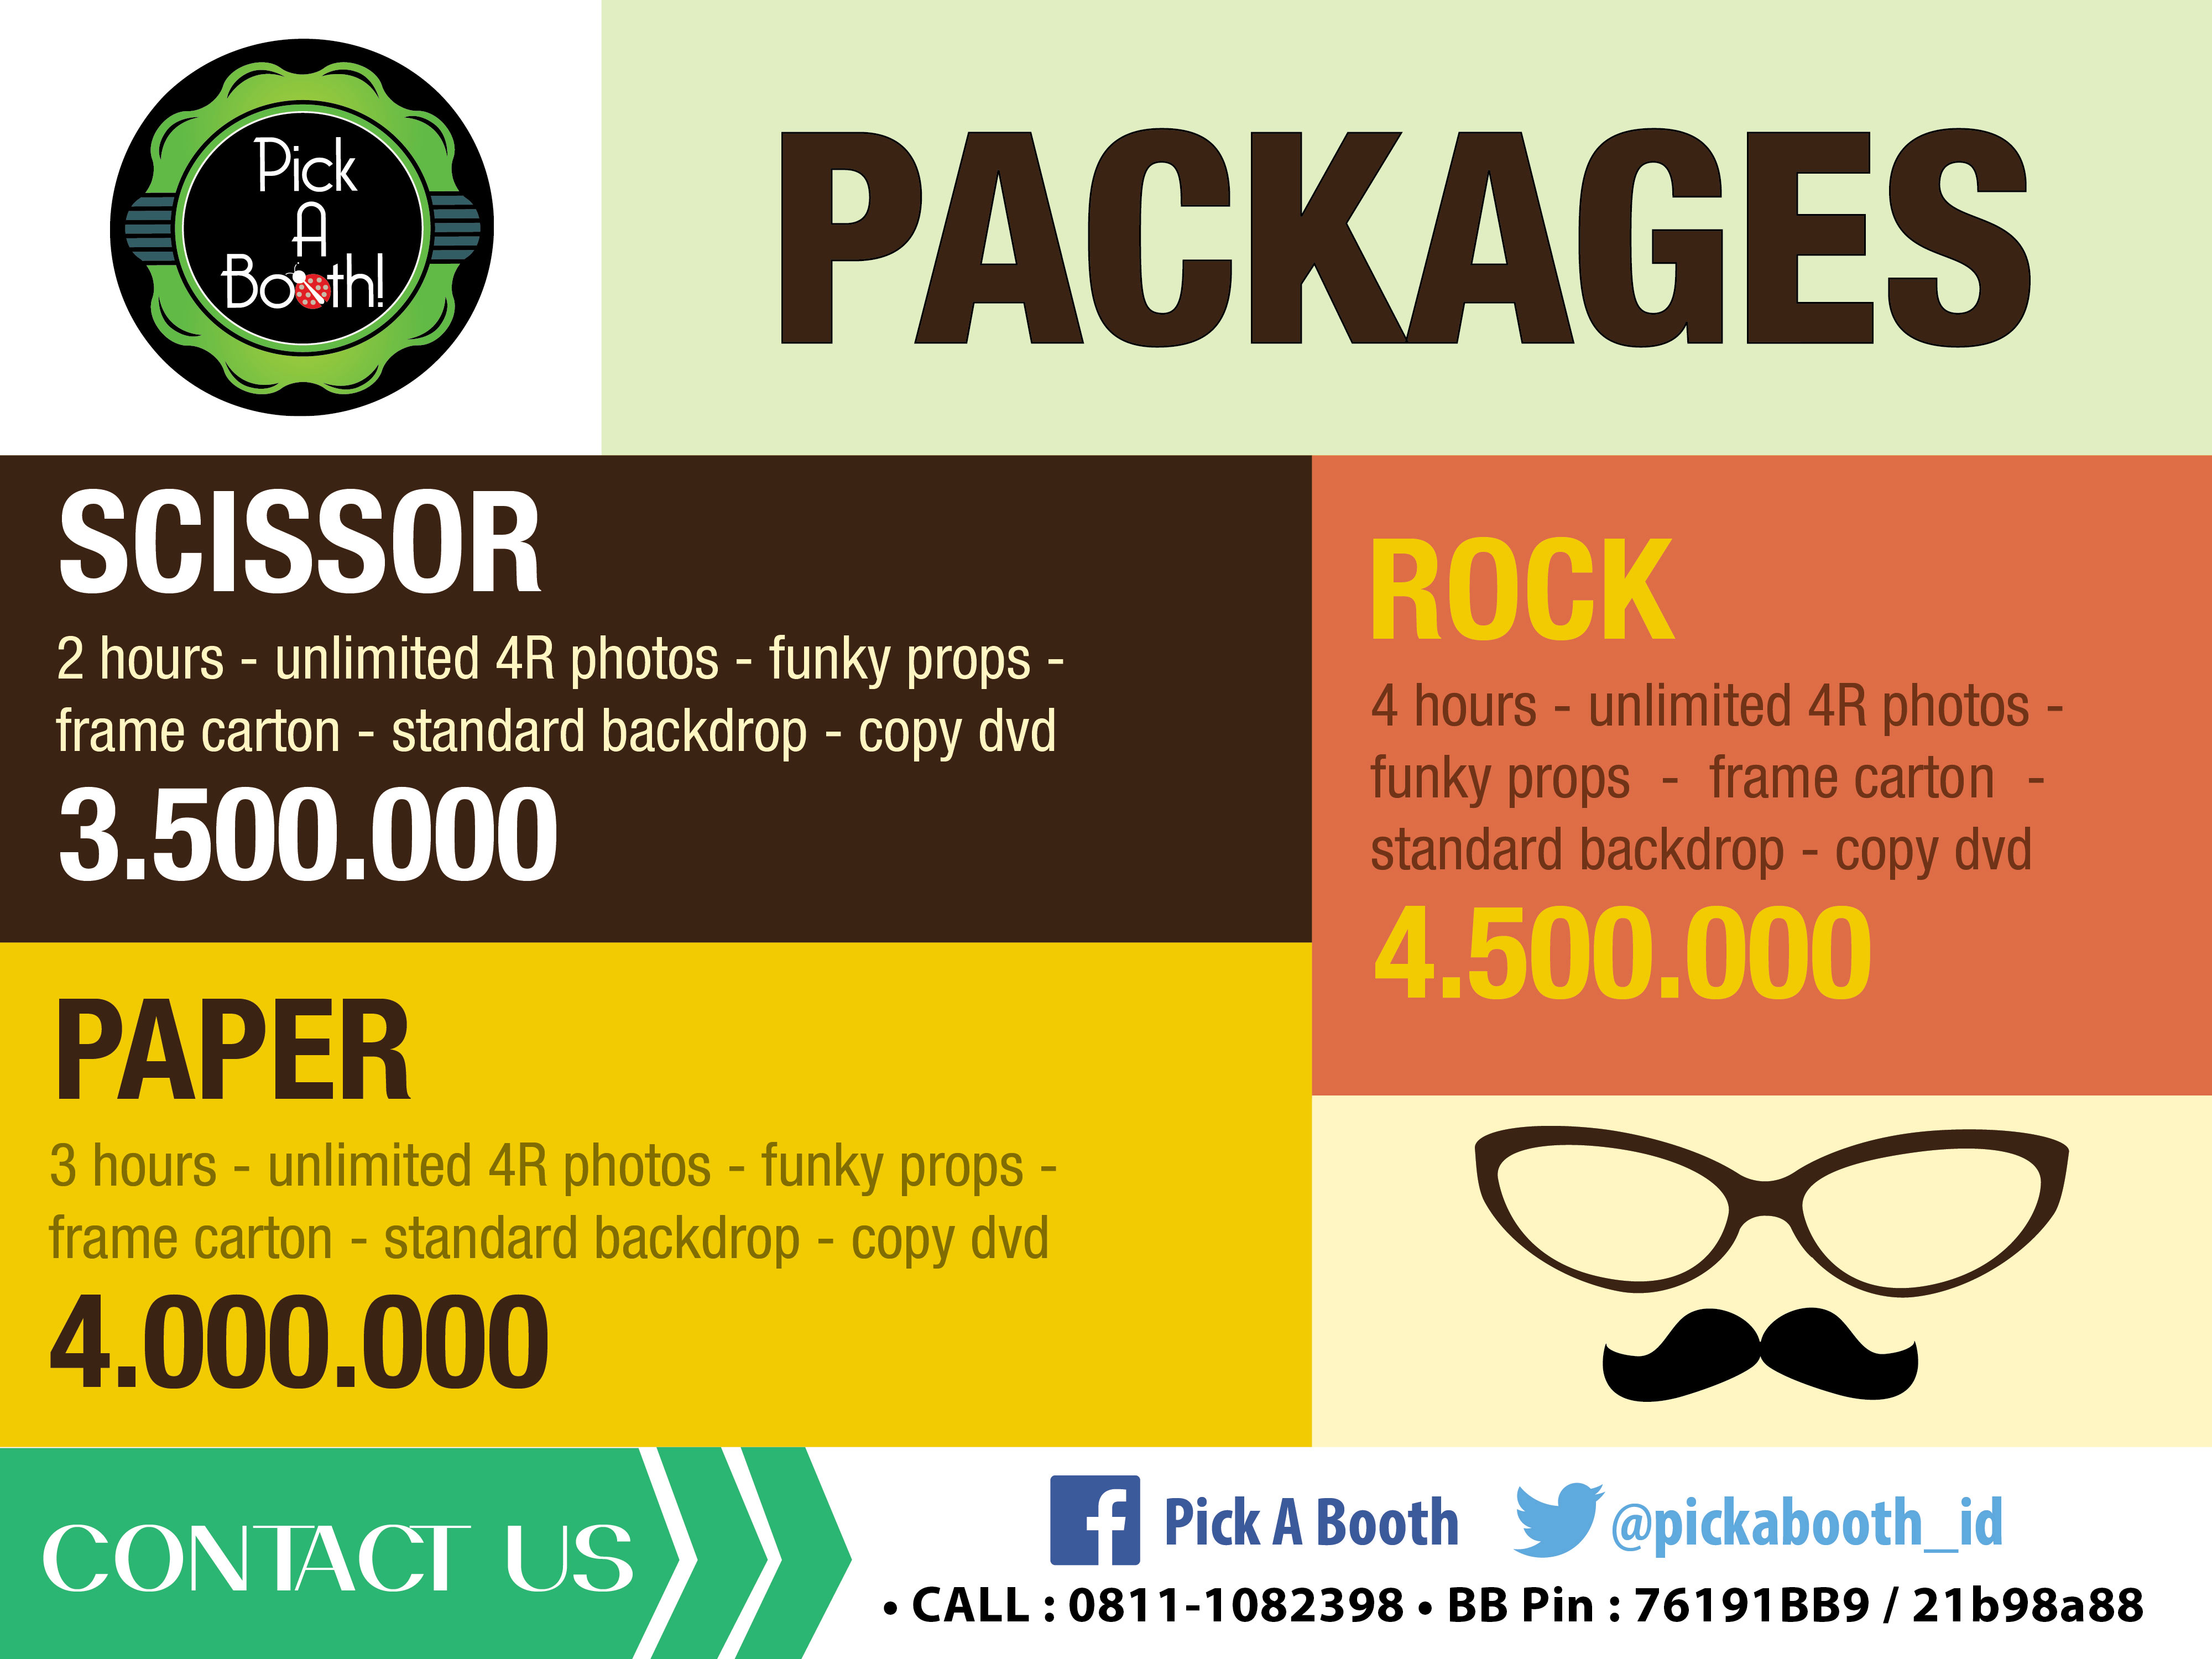 Pick
A
Booth!
PACKAGES
SCISSOR
2 hours - unlimited 4R photos - funky props -
frame carton - standard backdrop - copy dvd
3.500.000
ROCK
4 hours - unlimited 4R photos -
funky props - frame carton -
standard backdrop - copy dvd
4.500.000
PAPER
3 hours - unlimited 4R photos - funky props -
frame carton - standard backdrop - copy dvd
4.000.000
CONTACT US
f Pick A Booth @pickabooth_id
• CALL : 0811-1082398 • BB Pin : 76191BB9 / 21b98a88